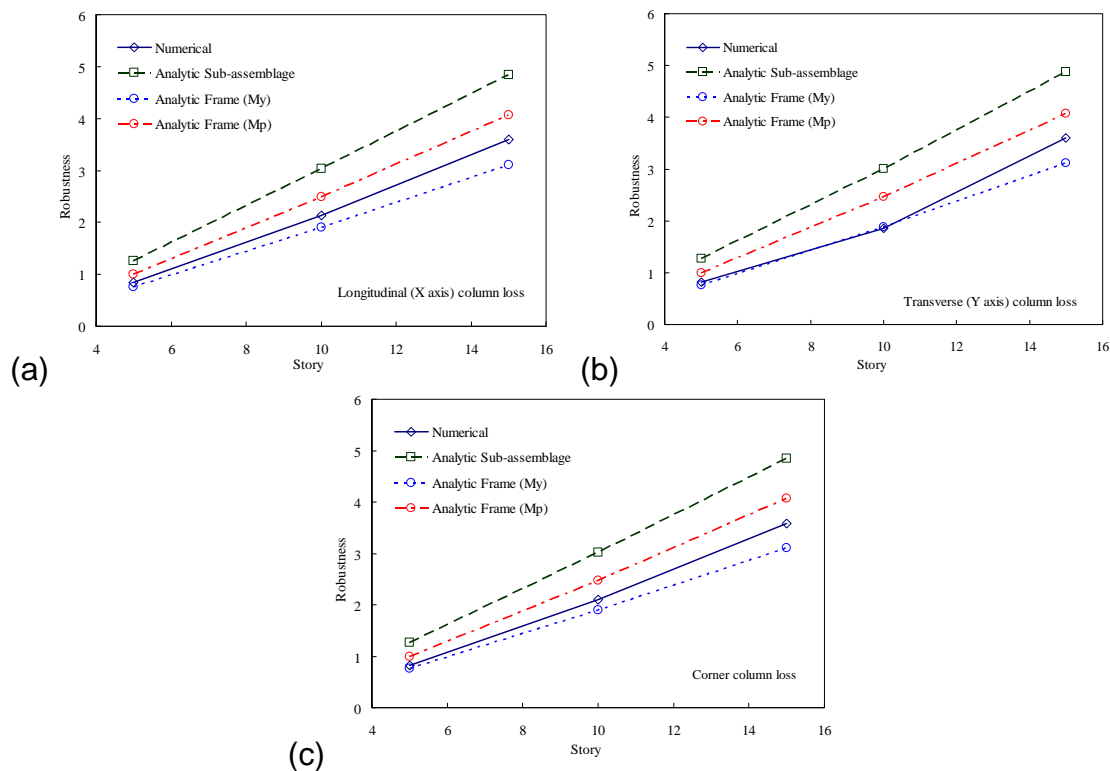 6
5
4
3
2
1
0
Robustness
Numerical
Analytic Sub-assemblage
Analytic Frame (My)
Analytic Frame (Mp)
Longitudinal (X axis) column loss
4 6 8 10 12 14 16
Story
(a)
6
5
4
3
2
1
0
Robustness
Numerical
Analytic Sub-assemblage
Analytic Frame (My)
Analytic Frame (Mp)
Transverse (Y axis) column loss
4 6 8 10 12 14 16
Story
(b)
6
5
4
3
2
1
0
Robustness
Numerical
Analytic Sub-assemblage
Analytic Frame (My)
Analytic Frame (Mp)
Corner column loss
4 6 8 10 12 14 16
Story
(c)